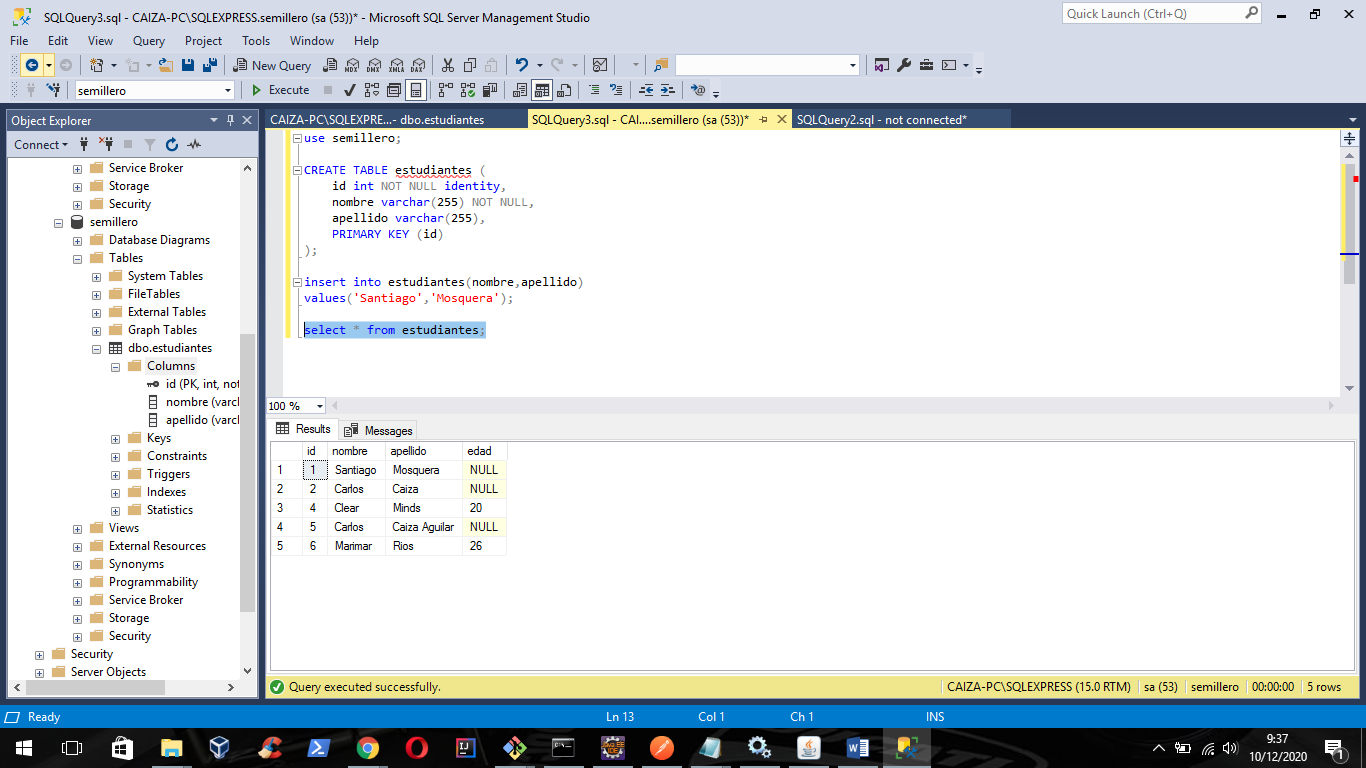 SQLQuery3.sql - CAIZA-PC\SQLEXPRESS.semillero (sa (53))* - Microsoft SQL Server Management Studio
Quick Launch (Ctrl+Q)
File Edit View Query Project Tools Window Help
New Query MDX DMX XMLA DAX
semillero Execute
Object Explorer
Connect
Service Broker
Storage
Security
semillero
Database Diagrams
Tables
System Tables
FileTables
External Tables
Graph Tables
dbo.estudiantes
Columns
id (PK, int, not
nombre (varcl
apellido (varcl
Keys
Constraints
Triggers
Indexes
Statistics
Views
External Resources
Synonyms
Programmability
Service Broker
Storage
Security
Security
Server Objects
CAIZA-PC\SQLEXPRE...- dbo.estudiantes
SQLQuery3.sql - CAI....semillero (sa (53))*
SQLQuery2.sql - not connected*
use semillero;
CREATE TABLE estudiantes (
id int NOT NULL identity,
nombre varchar(255) NOT NULL,
apellido varchar(255),
PRIMARY KEY (id)
);
insert into estudiantes(nombre,apellido)
values('Santiago','Mosquera');
select * from estudiantes;
100 %
Results Messages
id nombre apellido edad
1 1 Santiago Mosquera NULL
2 2 Carlos Caiza NULL
3 4 Clear Minds 20
4 5 Carlos Caiza Aguilar NULL
5 6 Marimar Rios 26
Query executed successfully.
CAIZA-PC\SQLEXPRESS (15.0 RTM) sa (53) semillero 00:00:00 5 rows
Ready Ln 13 Col 1 Ch 1 INS
9:37
10/12/2020